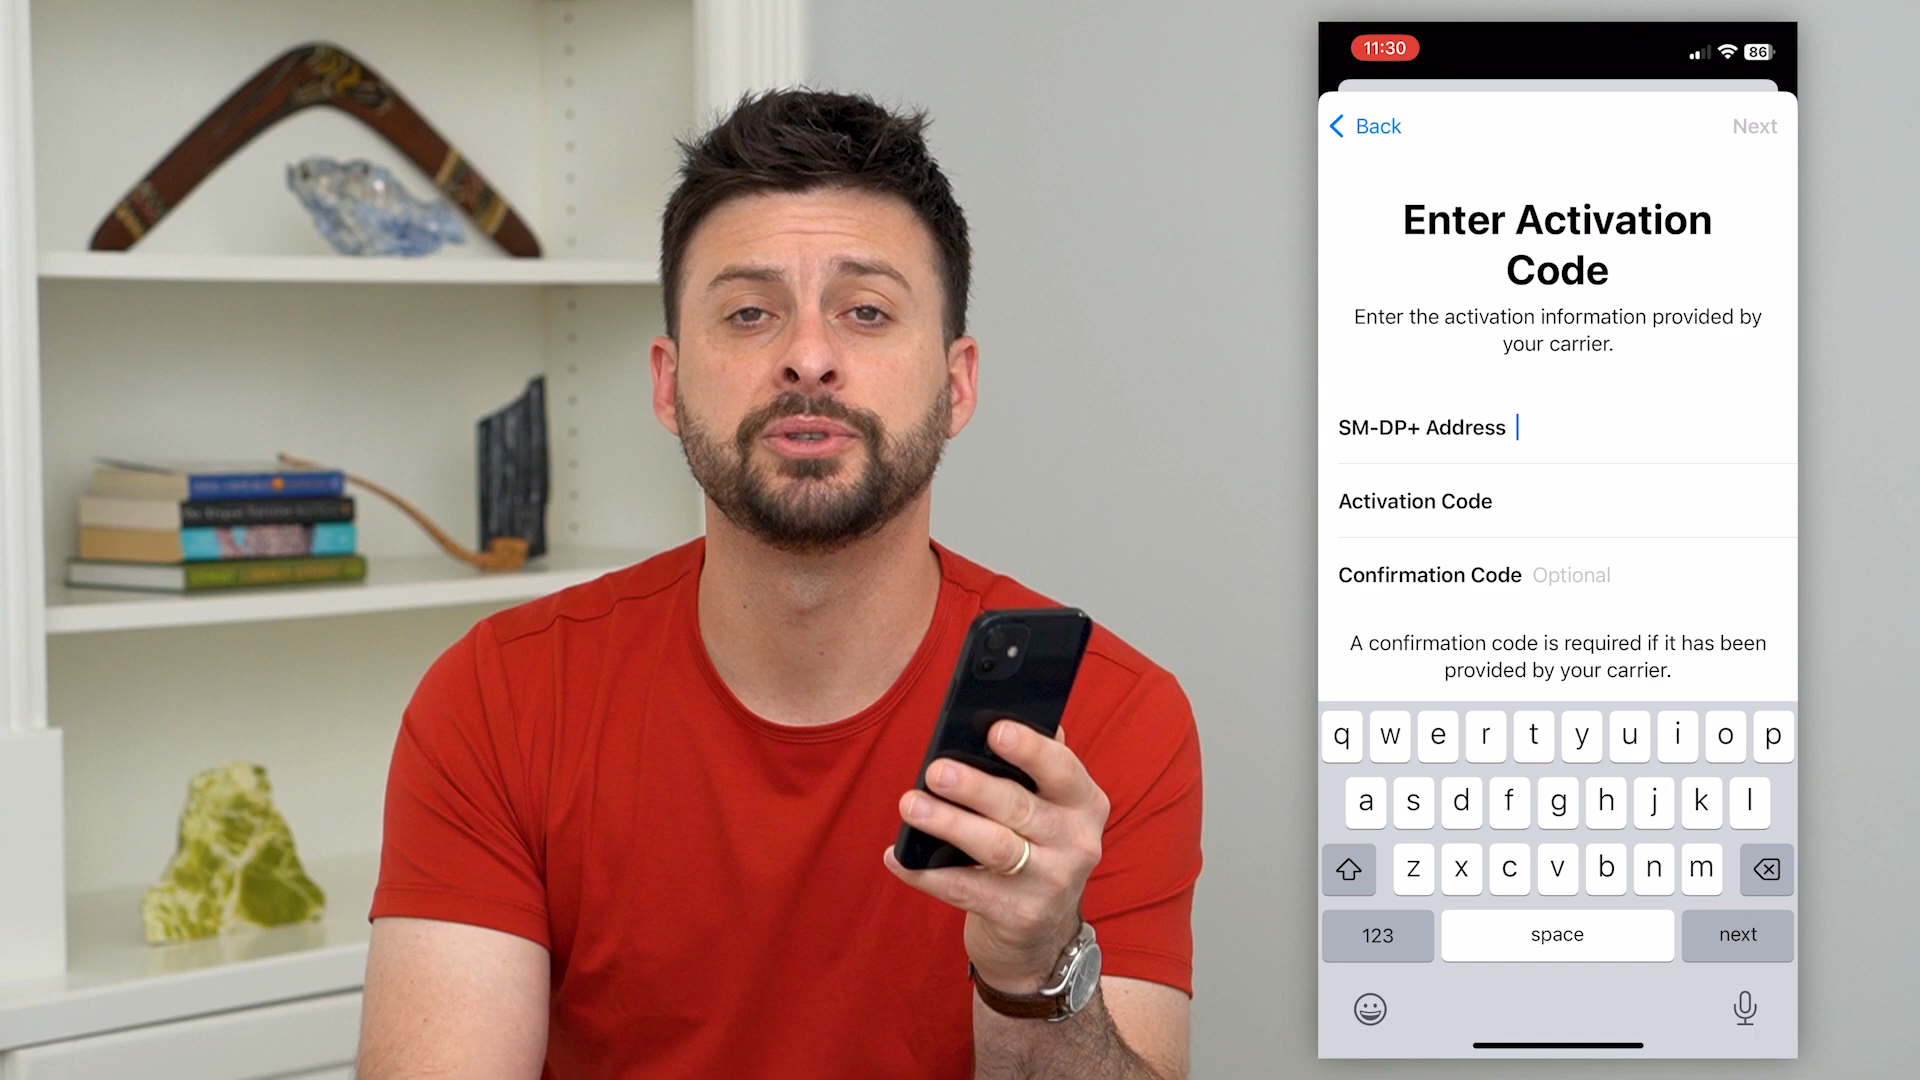 11:30
86
Back
Next
Enter Activation
Code
Enter the activation information provided by
your carrier.
SM-DP+ Address
Activation Code
Confirmation Code Optional
A confirmation code is required if it has been
provided by your carrier.
q w e r t y u i o p
a s d f g h j k l
z x c v b n m
123 space next